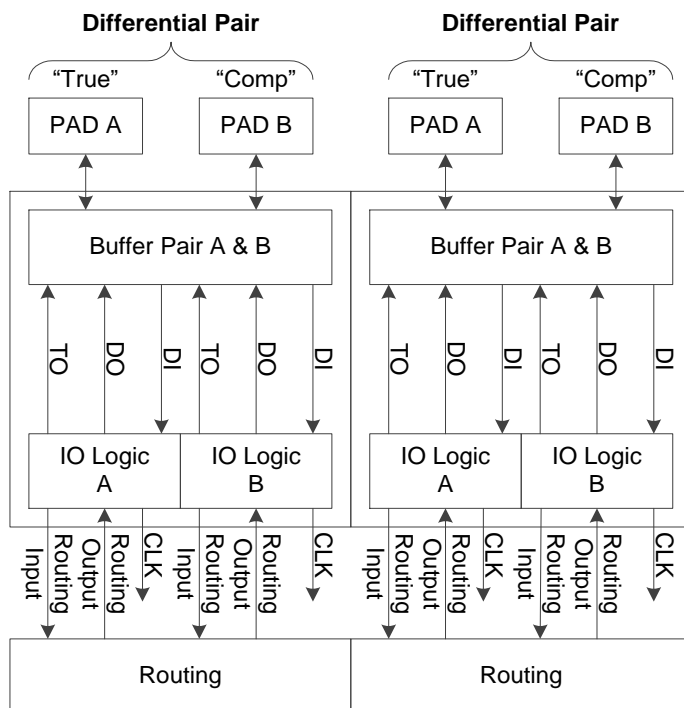 Differential Pair
Differential Pair
“True”
“Comp”
“True”
“Comp”
PAD A
PAD B
PAD A
PAD B
Buffer Pair A & B
Buffer Pair A & B
TO
DO
DI
TO
DO
DI
TO
DO
DI
TO
DO
DI
IO Logic
A
IO Logic
B
IO Logic
A
IO Logic
B
Routing
Input
Routing
Output
CLK
Routing
Input
Routing
Output
CLK
Routing
Input
Routing
Output
CLK
Routing
Input
Routing
Output
CLK
Routing
Routing